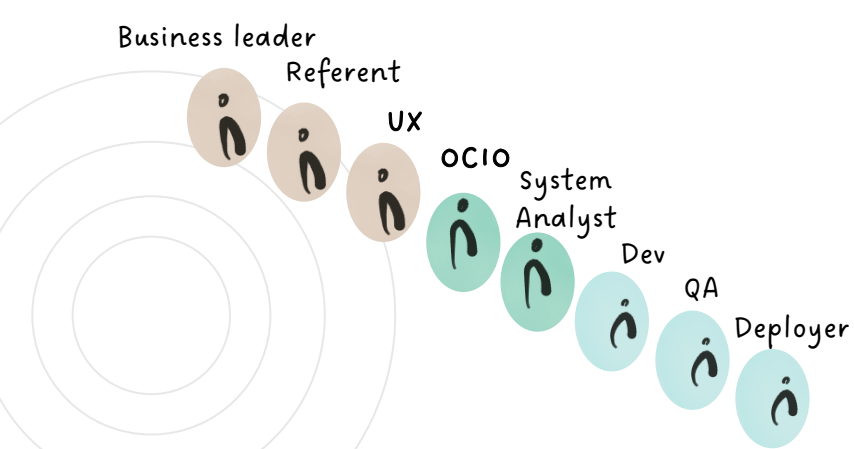 Business leader
Referent
UX
OCIO
System
Analyst
Dev
QA
Deployer